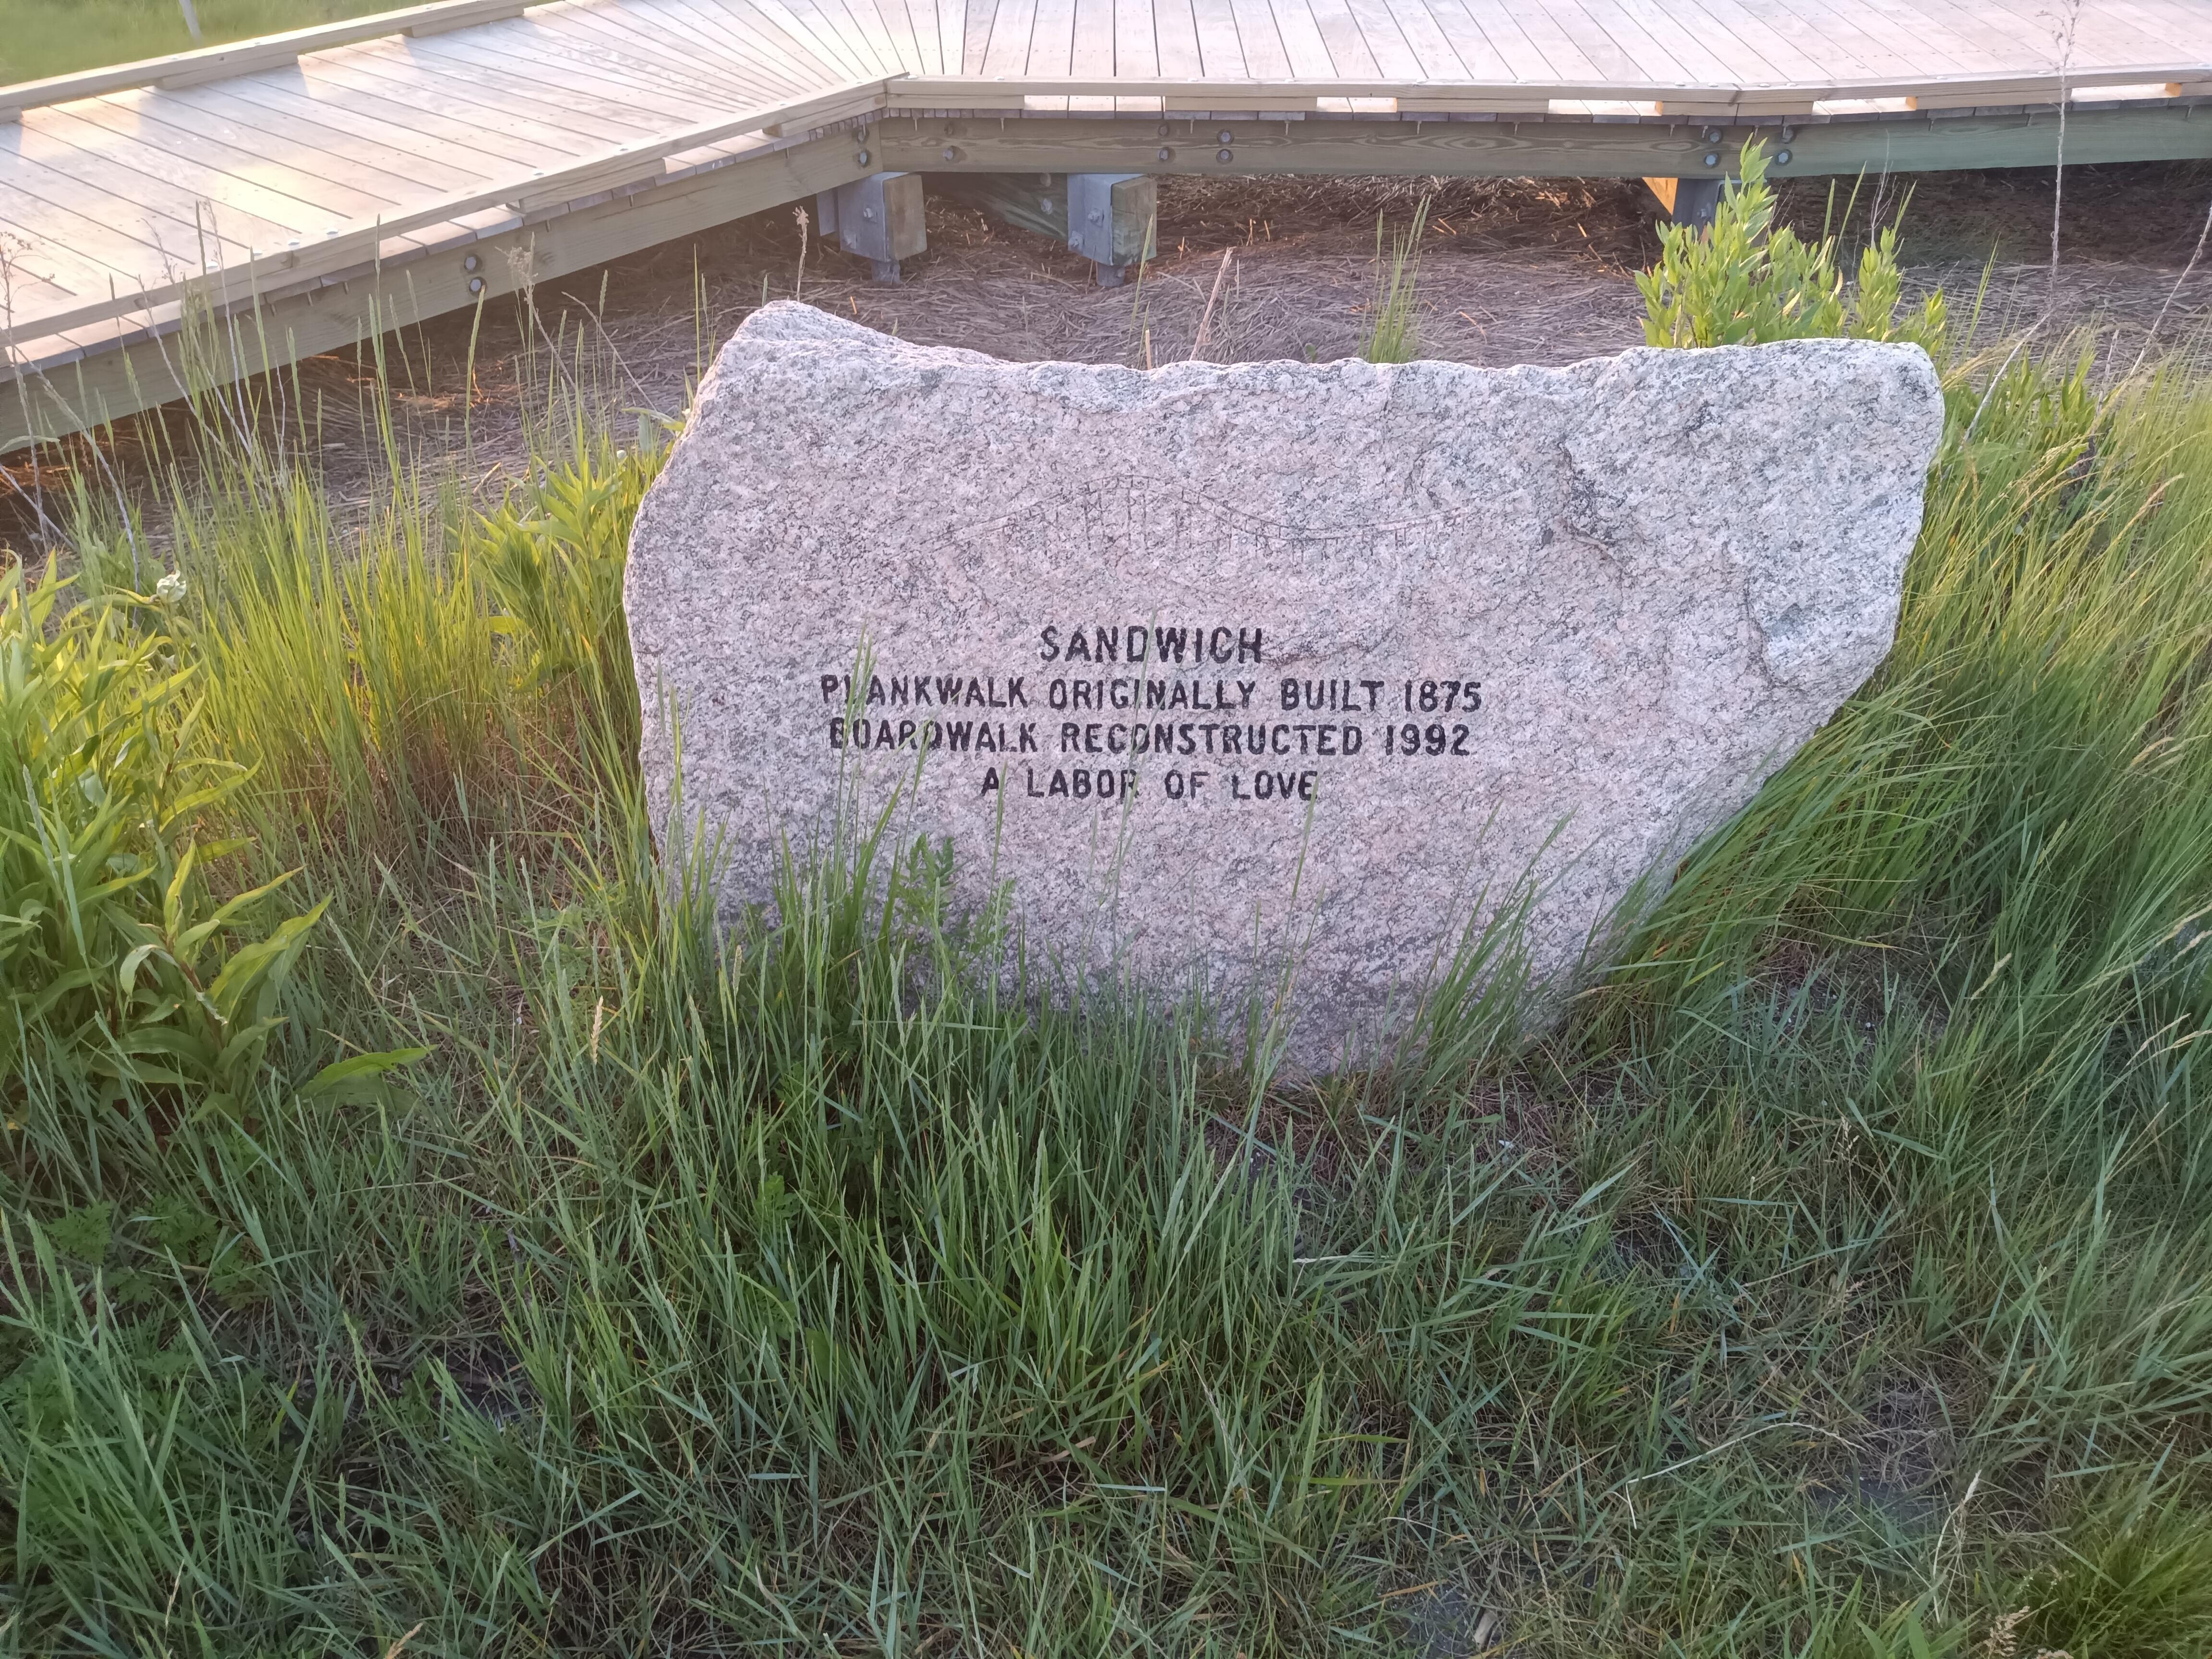 SANDWICH
PLANKWALK ORIGINALLY BUILT 1875
BOARDWALK RECONSTRUCTED 1992
A LABOR OF LOVE